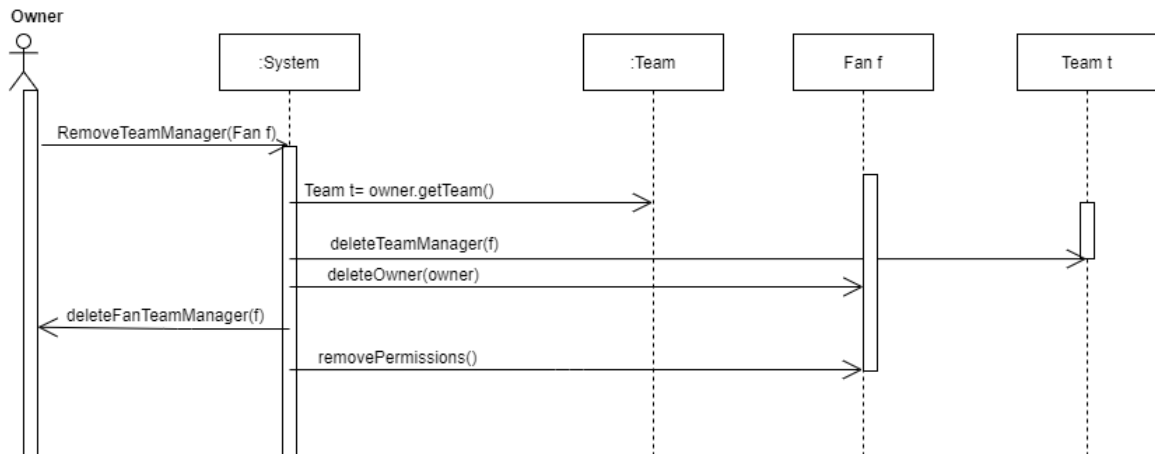 Owner
:System
:Team
Fan f
Team t
RemoveTeamManager(Fan f)
Team t= owner.getTeam()
deleteTeamManager(f)
deleteOwner(owner)
deleteFanTeamManager(f)
removePermissions()